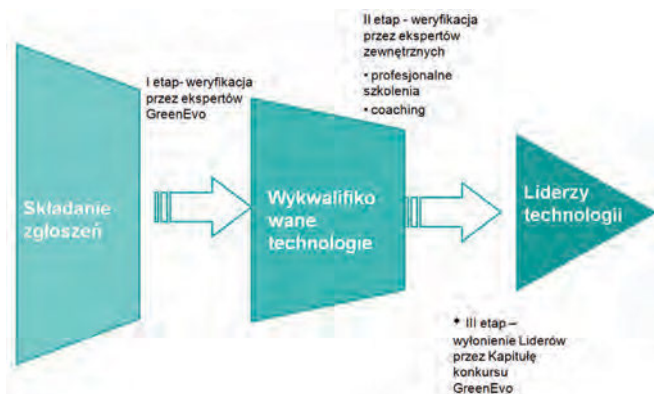 Składanie
zgłoszeń
I etap- weryfikacja
przez ekspertów
GreenEvo
Wykwalifiko
wane
technologie
II etap - weryfikacja
przez ekspertów
zewnętrznych
• profesjonalne
szkolenia
• coaching
Liderzy
technologii
• III etap –
wyłonienie Liderów
przez Kapitułę
konkursu
GreenEvo